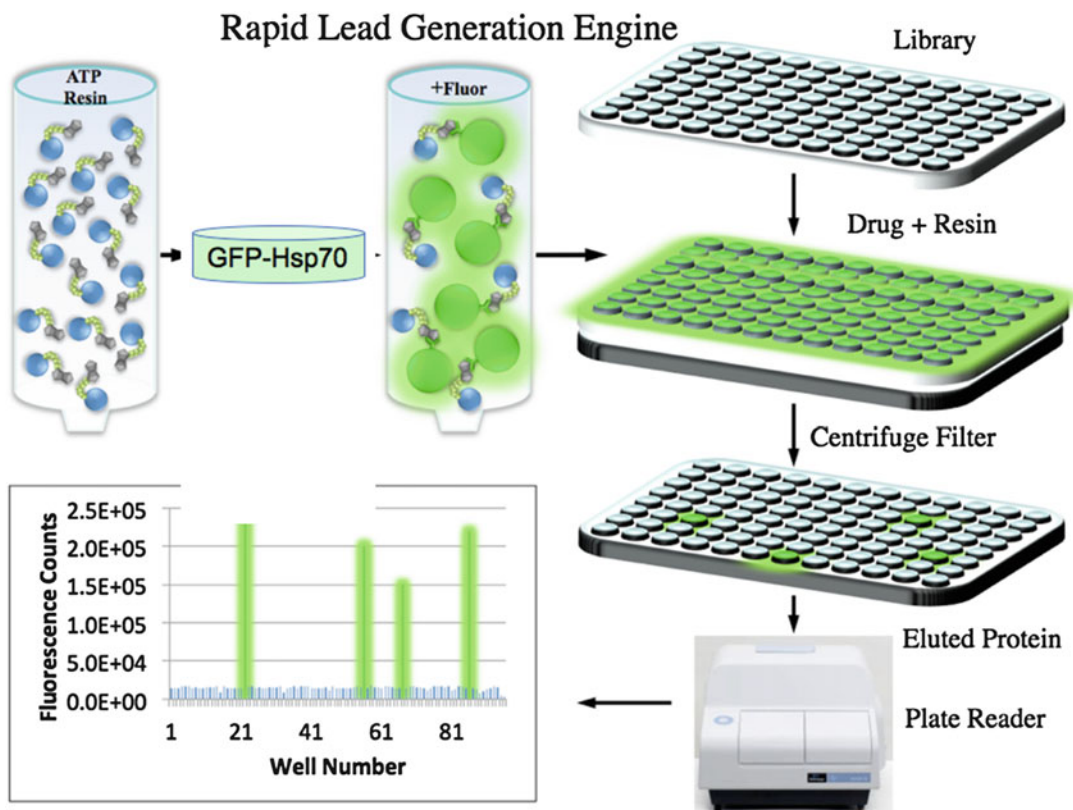 Rapid Lead Generation Engine
ATP
Resin
+Fluor
Library
GFP-Hsp70
Drug + Resin
Centrifuge Filter
Eluted Protein
Plate Reader
Fluorescence Counts
2.5E+05
2.0E+05
1.5E+05
1.0E+05
5.0E+04
0.0E+00
1 21 41 61 81
Well Number